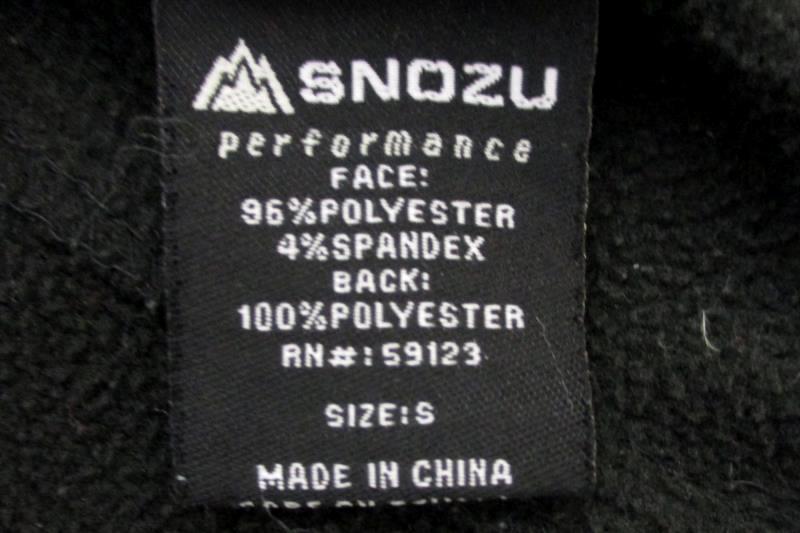 SNOZU
performance
FACE:
96%POLYESTER
4%SPANDEX
BACK:
100%POLYESTER
RN#:59123
SIZE:S
MADE IN CHINA